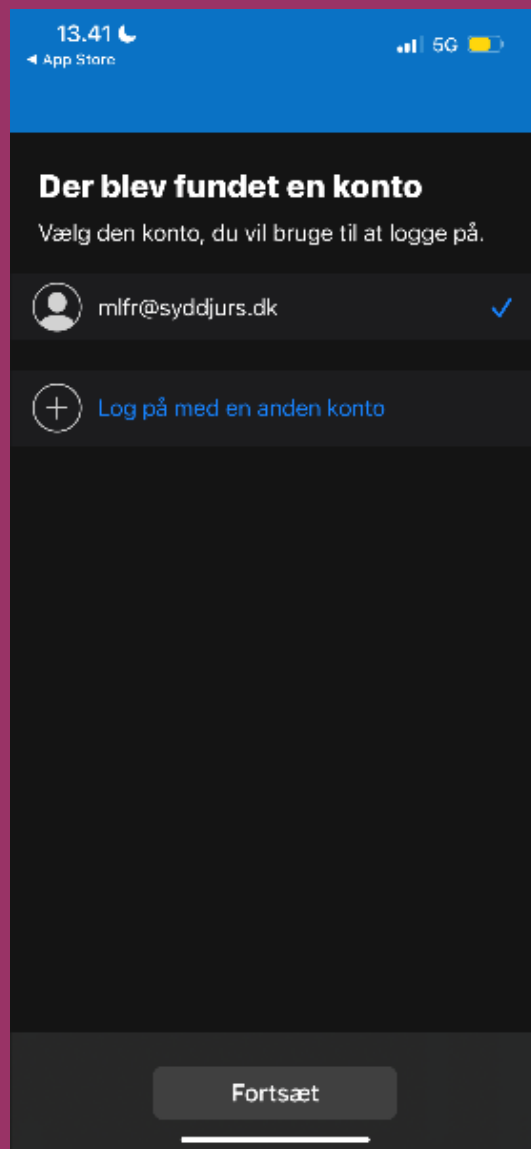 13.41
◀ App Store
5G
Der blev fundet en konto
Vælg den konto, du vil bruge til at logge på.
mlfr@syddjurs.dk
Log på med en anden konto
Fortsæt